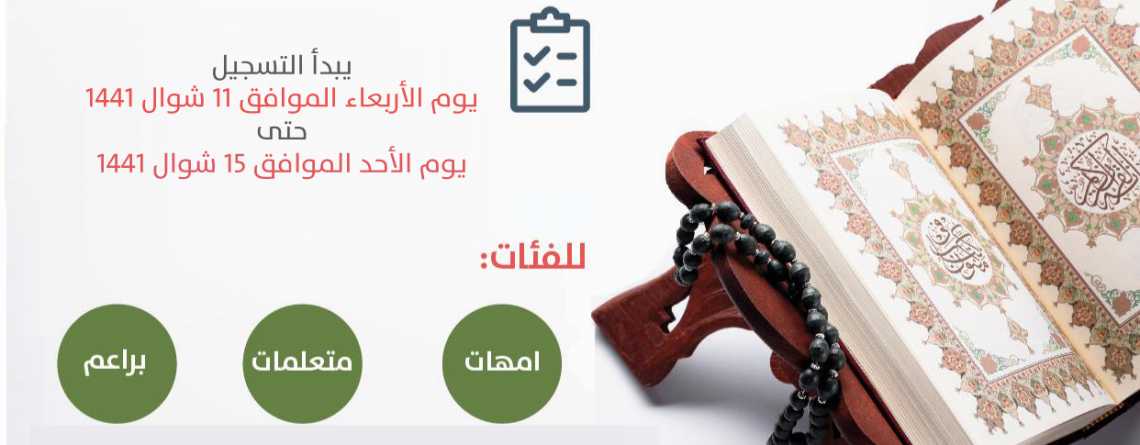 يبدأ التسجيل
يوم الأربعاء الموافق 11 شوال 1441
حتى
يوم الأحد الموافق 15 شوال 1441
للفئات:
امهات
متعلمات
براعم